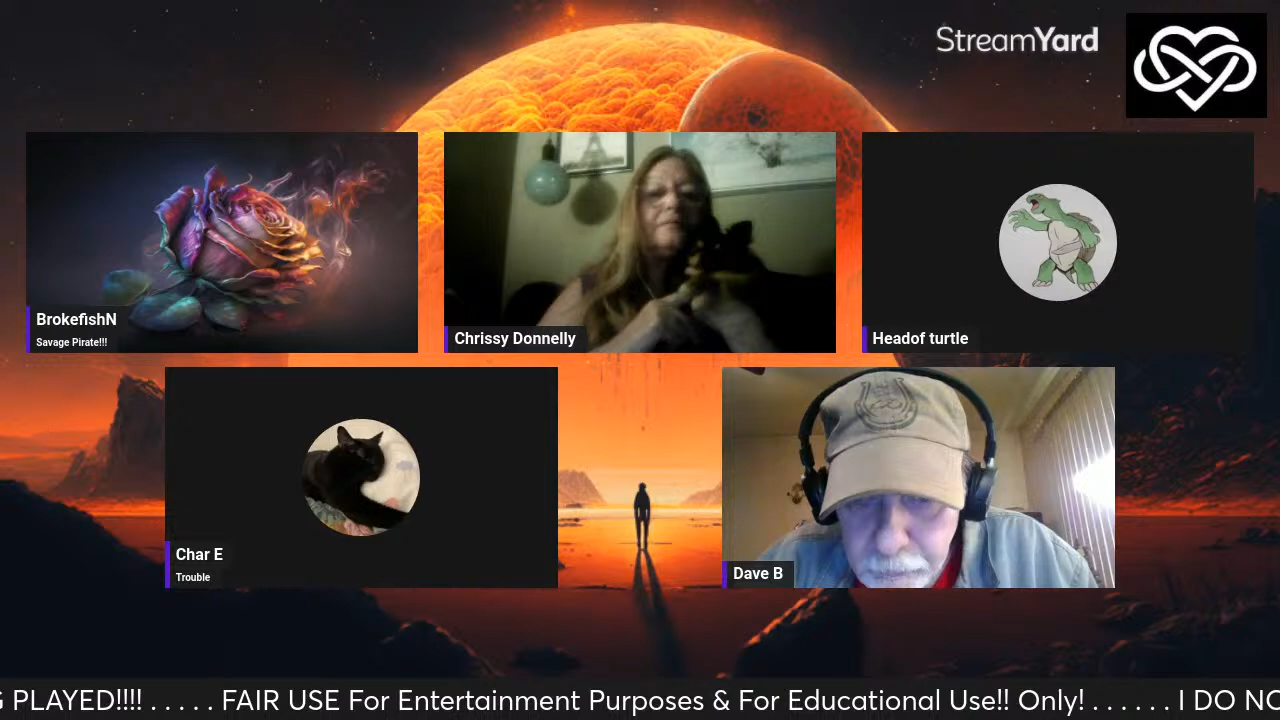 StreamYard
BrokefishN
Savage Pirate!!!
Chrissy Donnelly
Headof turtle
Char E
Trouble
Dave B
PLAYED!!!! . . . . . FAIR USE For Entertainment Purposes & For Educational Use!! Only! . . . . . . I DO NO